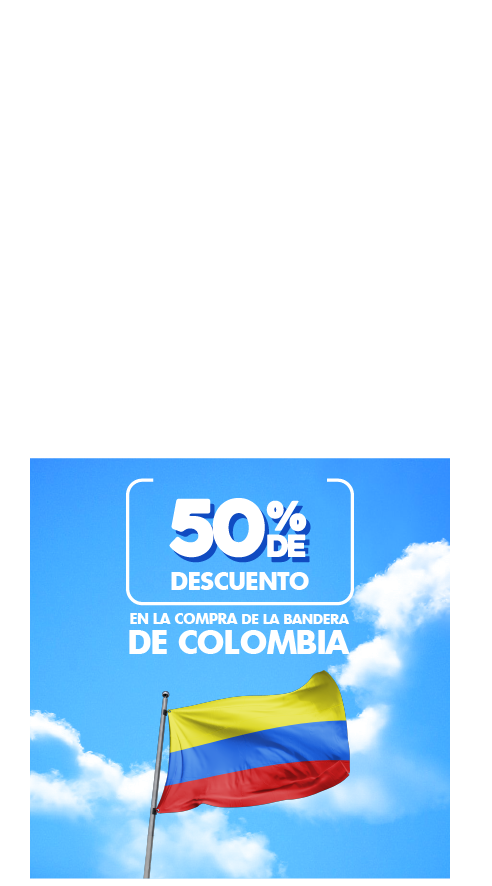 50%
DE
DESCUENTO
EN LA COMPRA DE LA BANDERA
DE COLOMBIA